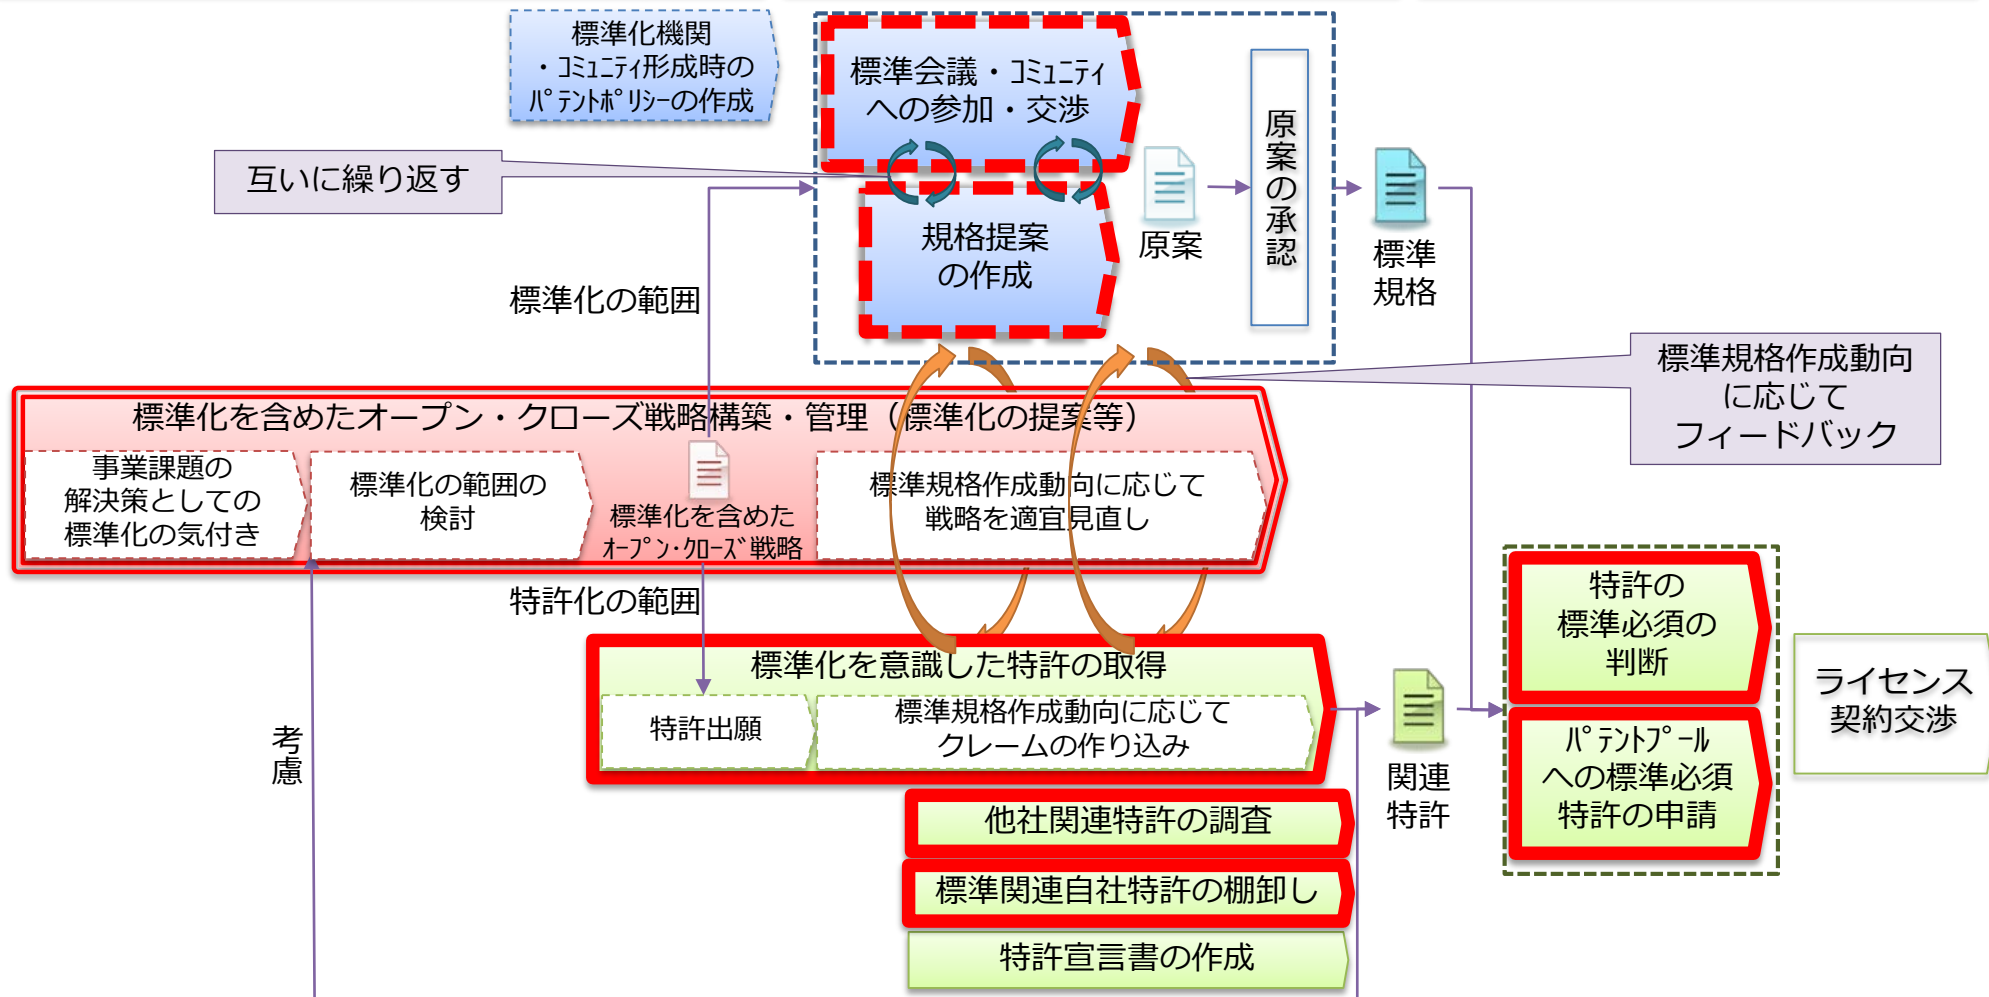 標準化機関
・ｺﾐｭﾆﾃｨ形成時の
ﾊﾟﾃﾝﾄﾎﾟﾘｼｰの作成
標準会議・ｺﾐｭﾆﾃｨ
への参加・交渉
互いに繰り返す
規格提案
の作成
原案
原案の承認
標準
規格
標準化の範囲
標準規格作成動向
に応じて
フィードバック
標準化を含めたオープン・クローズ戦略構築・管理（標準化の提案等）
事業課題の
解決策としての
標準化の気付き
標準化の範囲の
検討
標準化を含めた
ｵｰﾌﾟﾝ･ｸﾛｰｽﾞ戦略
標準規格作成動向に応じて
戦略を適宜見直し
特許化の範囲
標準化を意識した特許の取得
特許出願
標準規格作成動向に応じて
クレームの作り込み
考慮
関連
特許
特許の
標準必須の
判断
ﾊﾟﾃﾝﾄﾌﾟｰﾙ
への標準必須
特許の申請
ライセンス
契約交渉
他社関連特許の調査
標準関連自社特許の棚卸し
特許宣言書の作成